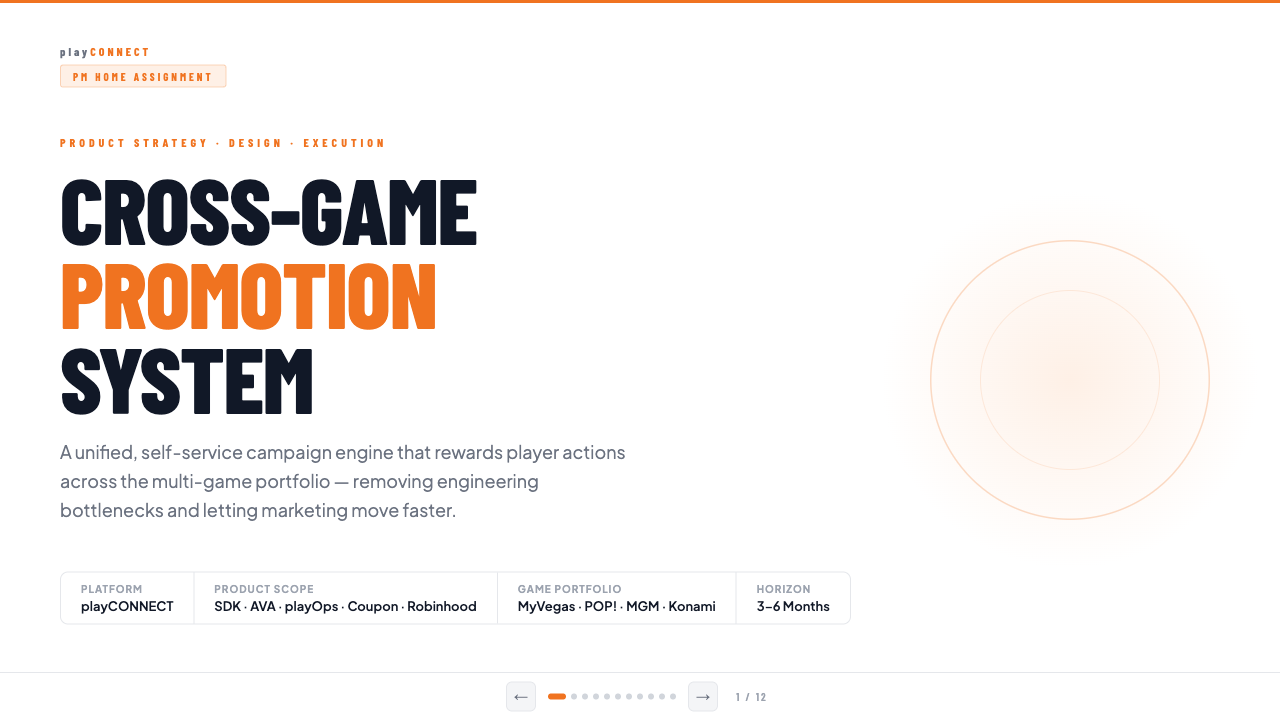 playCONNECT
PM HOME ASSIGNMENT
PRODUCT STRATEGY · DESIGN · EXECUTION
CROSS-GAME
PROMOTION
SYSTEM
A unified, self-service campaign engine that rewards player actions
across the multi-game portfolio — removing engineering
bottlenecks and letting marketing move faster.
PLATFORM
playCONNECT
PRODUCT SCOPE
SDK · AVA · playOps · Coupon · Robinhood
GAME PORTFOLIO
MyVegas · POP! · MGM · Konami
HORIZON
3–6 Months
← → 1 / 12